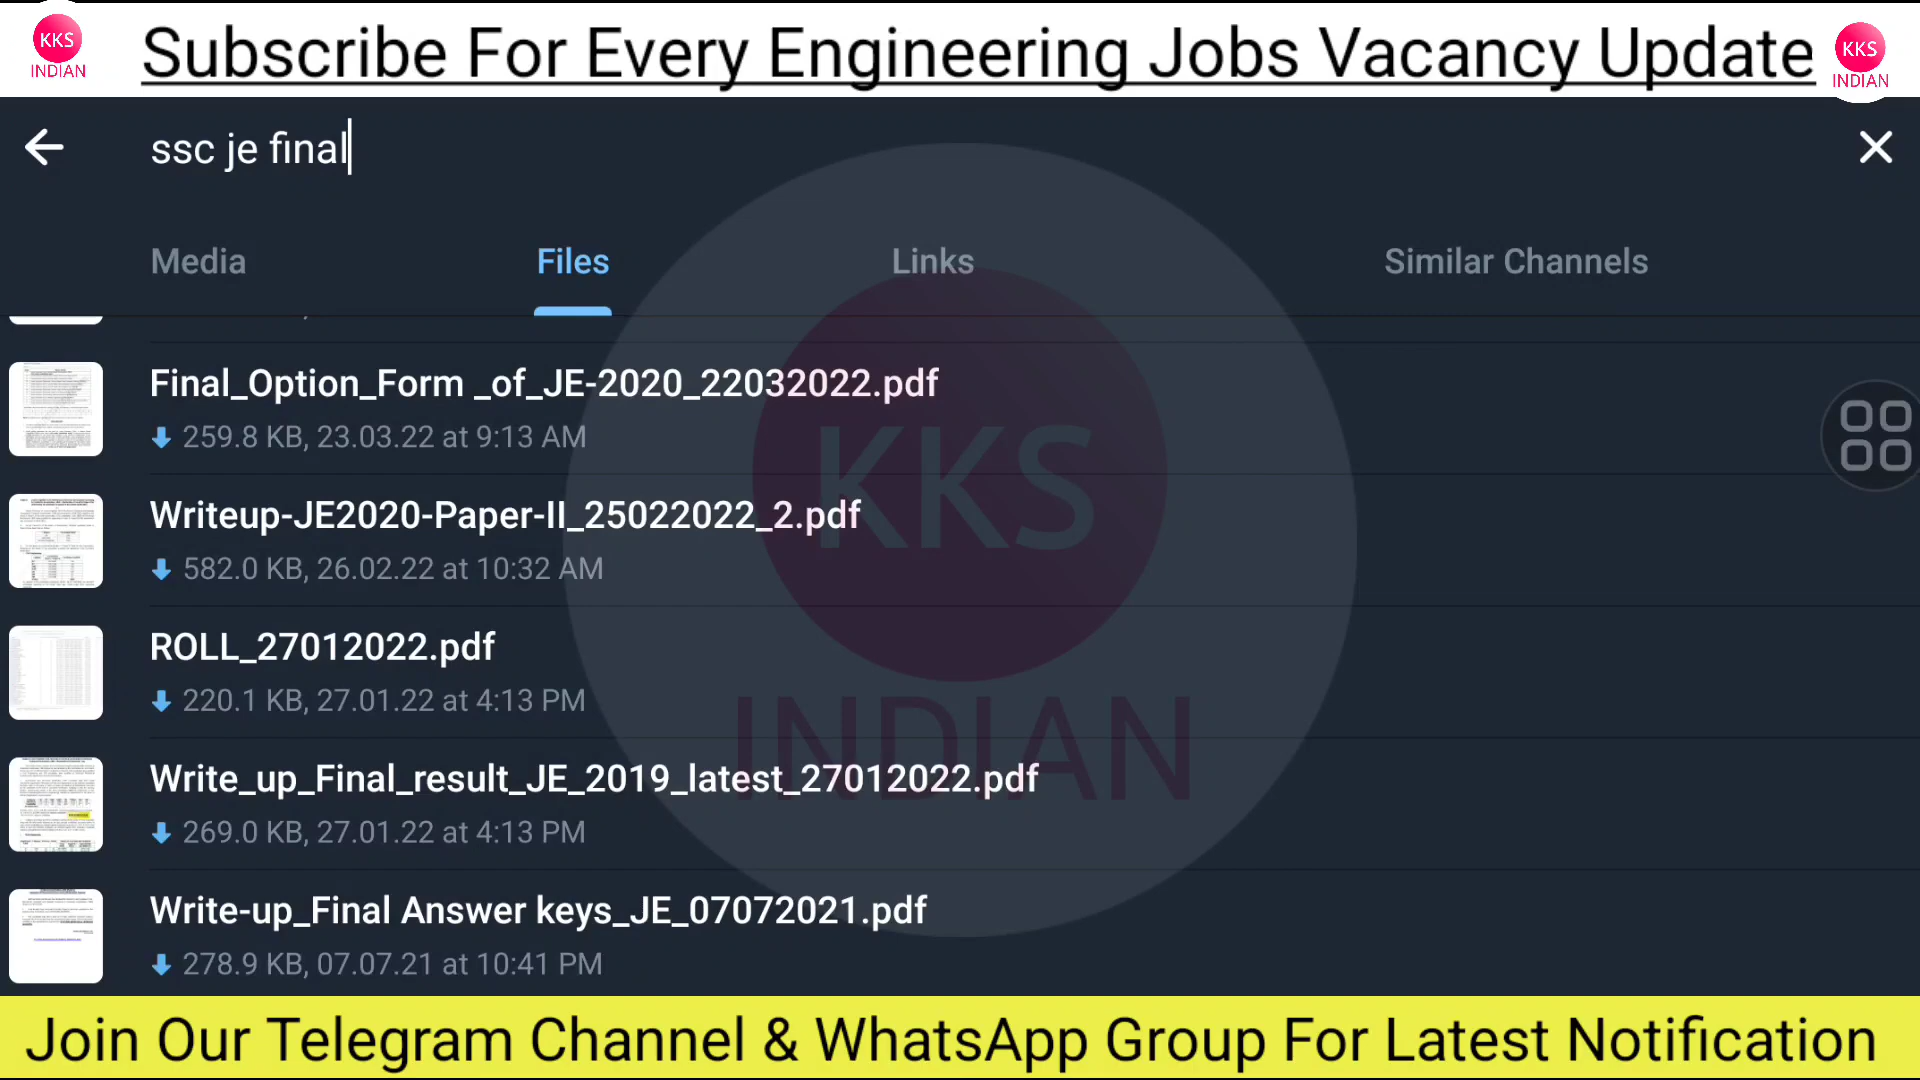 KKS
INDIAN
Subscribe For Every Engineering Jobs Vacancy Update
KKS
INDIAN
ssc je final
Media
Files
Links
Similar Channels
Final_Option_Form _of_JE-2020_22032022.pdf
259.8 KB, 23.03.22 at 9:13 AM
Writeup-JE2020-Paper-II_25022022_2.pdf
582.0 KB, 26.02.22 at 10:32 AM
ROLL_27012022.pdf
220.1 KB, 27.01.22 at 4:13 PM
Write_up_Final_result_JE_2019_latest_27012022.pdf
269.0 KB, 27.01.22 at 4:13 PM
Write-up_Final Answer keys_JE_07072021.pdf
278.9 KB, 07.07.21 at 10:41 PM
KKS
INDIAN
Join Our Telegram Channel & WhatsApp Group For Latest Notification